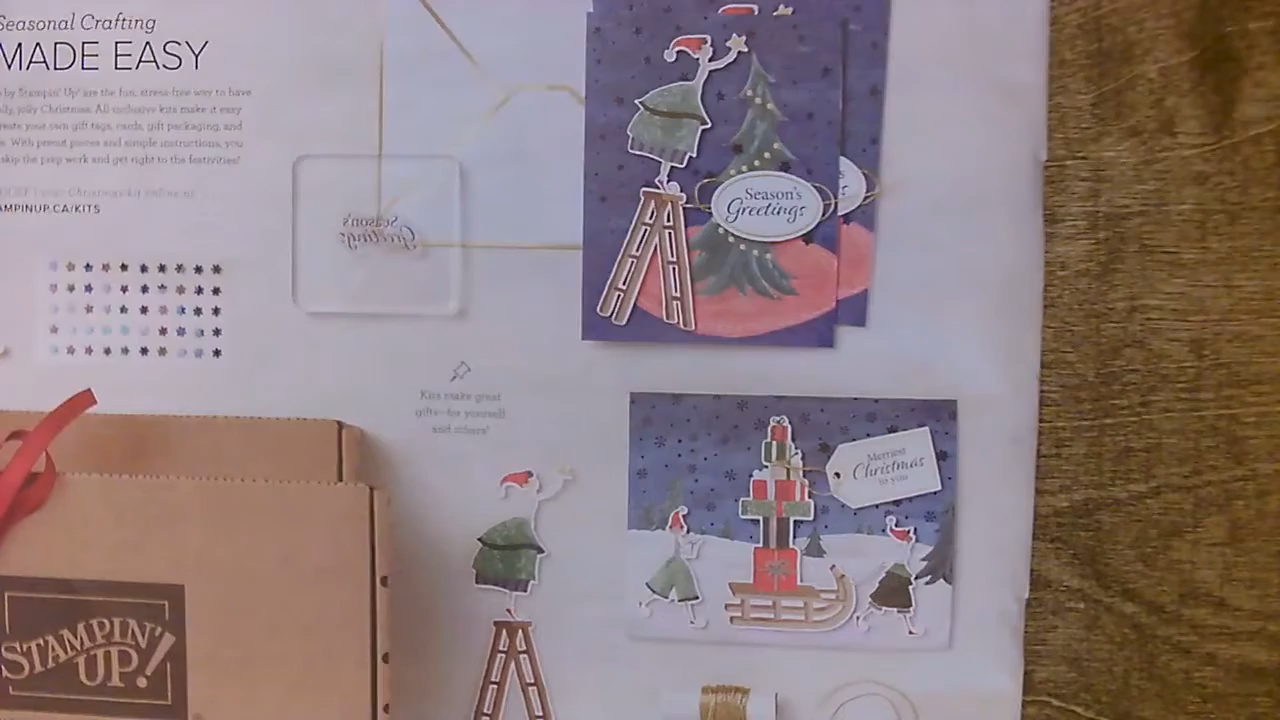 Seasonal Crafting
MADE EASY
by Stampin' Up! are the fun, stress-free way to have
jolly Christmas. All inclusive kits make it easy
create your own gift tags, cards, gift packaging, and
With precut pieces and simple instructions, you
skip the prep work and get right to the festivities!
AMPINUP.CA/KITS
Season's
Greetings
Season's
Greetings
Kits make great
gifts—for yourself
and others!
Merriest
Christmas
to you
STAMPIN'
UP!